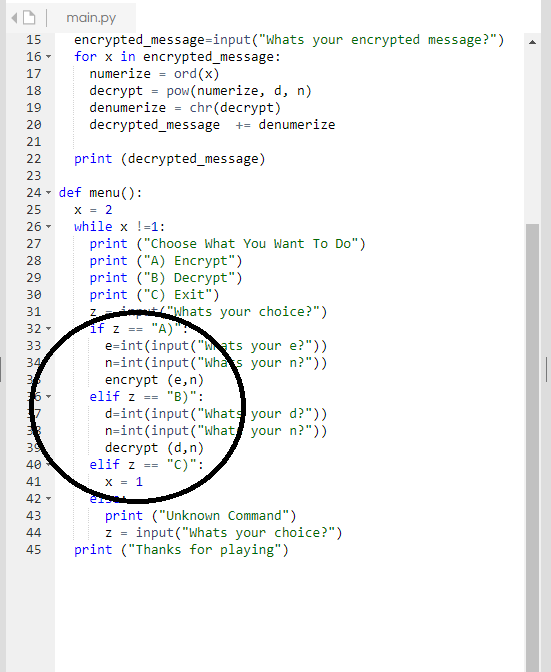 main.py
15 encrypted_message=input("Whats your encrypted message?")
16 for x in encrypted_message:
17 numerize = ord(x)
18 decrypt = pow(numerize, d, n)
19 denumerize = chr(decrypt)
20 decrypted_message += denumerize
21
22 print (decrypted_message)
23
24 def menu():
25 x = 2
26 while x !=1:
27 print ("Choose What You Want To Do")
28 print ("A) Encrypt")
29 print ("B) Decrypt")
30 print ("C) Exit")
31 z = input("Whats your choice?")
32 if z == "A)":
33 e=int(input("Whats your e?"))
34 n=int(input("Whats your n?"))
35 encrypt (e,n)
36 elif z == "B)":
37 d=int(input("Whats your d?"))
38 n=int(input("Whats your n?"))
39 decrypt (d,n)
40 elif z == "C)":
41 x = 1
42 else:
43 print ("Unknown Command")
44 z = input("Whats your choice?")
45 print ("Thanks for playing")